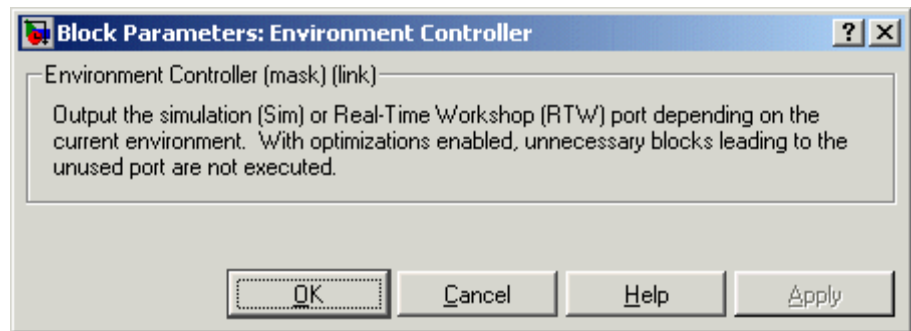 Block Parameters: Environment Controller
? X
Environment Controller (mask) (link)
Output the simulation (Sim) or Real-Time Workshop (RTW) port depending on the
current environment.  With optimizations enabled, unnecessary blocks leading to the
unused port are not executed.
OK Cancel Help Apply